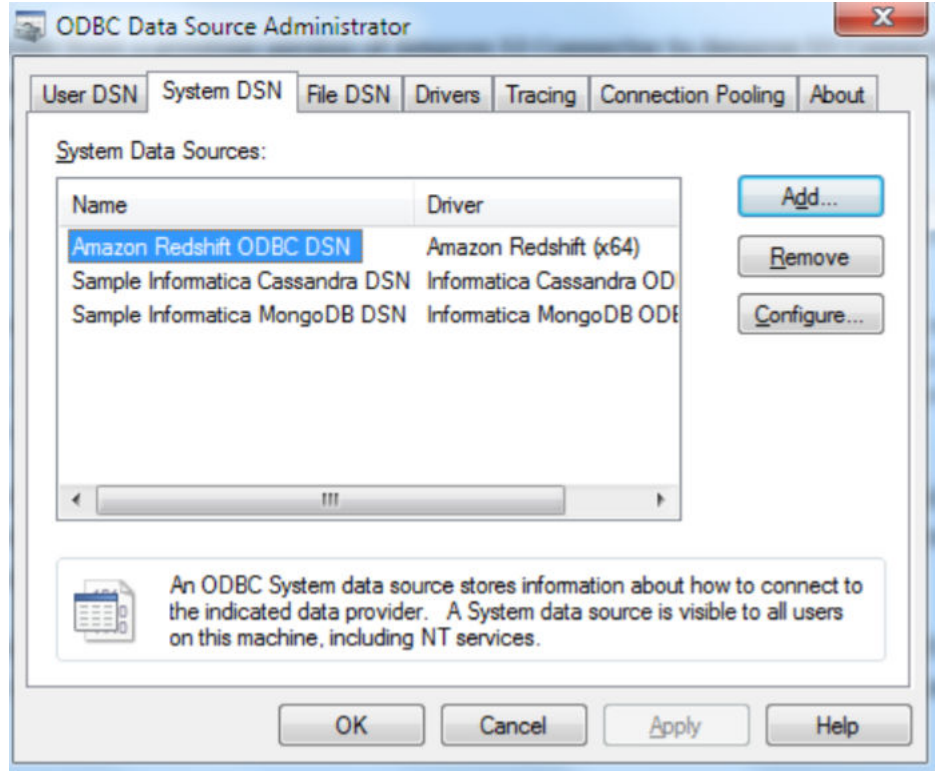 ODBC Data Source Administrator
User DSN System DSN File DSN Drivers Tracing Connection Pooling About
System Data Sources:
Name Driver
Add...
Amazon Redshift ODBC DSN Amazon Redshift (x64)
Remove
Sample Informatica Cassandra DSN Informatica Cassandra OD
Sample Informatica MongoDB DSN Informatica MongoDB ODB
Configure...
An ODBC System data source stores information about how to connect to
the indicated data provider. A System data source is visible to all users
on this machine, including NT services.
OK Cancel Apply Help